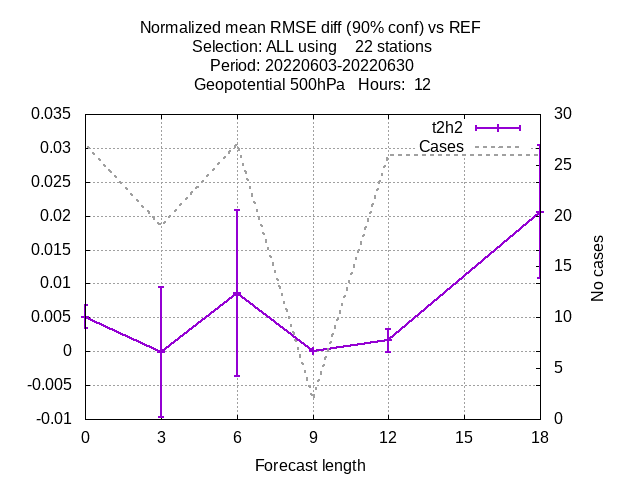 Normalized mean RMSE diff (90% conf) vs REF
Selection: ALL using    22 stations
Period: 20220603-20220630
Geopotential 500hPa   Hours:  12
t2h2
Cases
0.035
0.03
0.025
0.02
0.015
0.01
0.005
0
-0.005
-0.01
30
25
20
15
10
5
0
No cases
0 3 6 9 12 15 18
Forecast length